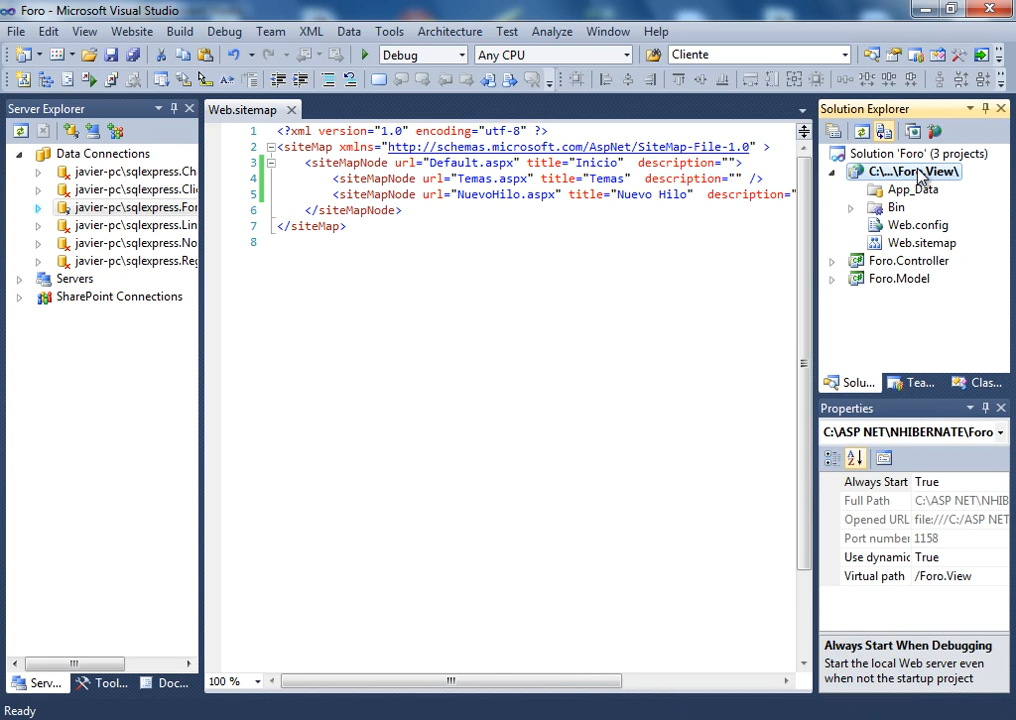 Foro - Microsoft Visual Studio
File Edit View Website Build Debug Team XML Data Tools Architecture Test Analyze Window Help
Debug Any CPU Cliente
Server Explorer
Data Connections
javier-pc\sqlexpress.Ch
javier-pc\sqlexpress.Cli
javier-pc\sqlexpress.For
javier-pc\sqlexpress.Lin
javier-pc\sqlexpress.No
javier-pc\sqlexpress.Reg
Servers
SharePoint Connections
Serv... Tool... Doc...
Web.sitemap
1 <?xml version="1.0" encoding="utf-8" ?>
2 <siteMap xmlns="http://schemas.microsoft.com/AspNet/SiteMap-File-1.0" >
3 <siteMapNode url="Default.aspx" title="Inicio" description="">
4 <siteMapNode url="Temas.aspx" title="Temas" description="" />
5 <siteMapNode url="NuevoHilo.aspx" title="Nuevo Hilo" description="
6 </siteMapNode>
7 </siteMap>
8
100 %
Solution Explorer
Solution 'Foro' (3 projects)
C:\...\Foro.View\
App_Data
Bin
Web.config
Web.sitemap
Foro.Controller
Foro.Model
Solu... Tea... Clas...
Properties
C:\ASP NET\NHIBERNATE\Foro
Always Start True
Full Path C:\ASP NET\NHIB
Opened URL file:///C:/ASP NET
Port number 1158
Use dynamic True
Virtual path /Foro.View
Always Start When Debugging
Start the local Web server even
when not the startup project
Ready